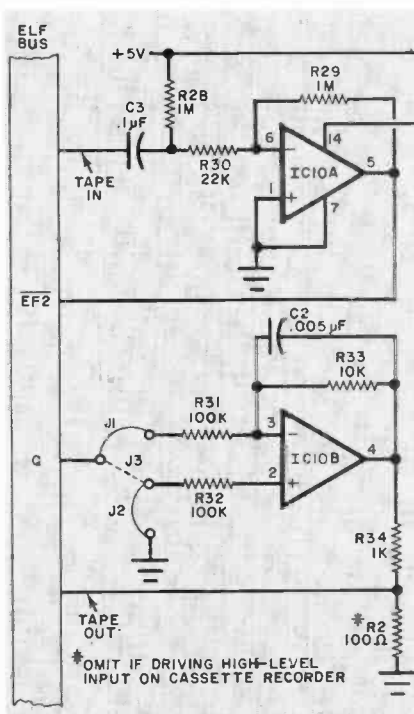 ELF
BUS
+5V
R28
1M
R29
1M
C3
.1µF
6
14
IC10A
5
R30
22K
1
+
7
TAPE
IN
EF2
C2
.005µF
R33
10K
R31
100K
J1
3
J3
Q
IC10B
4
2
+
R32
100K
J2
R34
1K
TAPE
OUT
*
R2
100Ω
*OMIT IF DRIVING HIGH-LEVEL
INPUT ON CASSETTE RECORDER